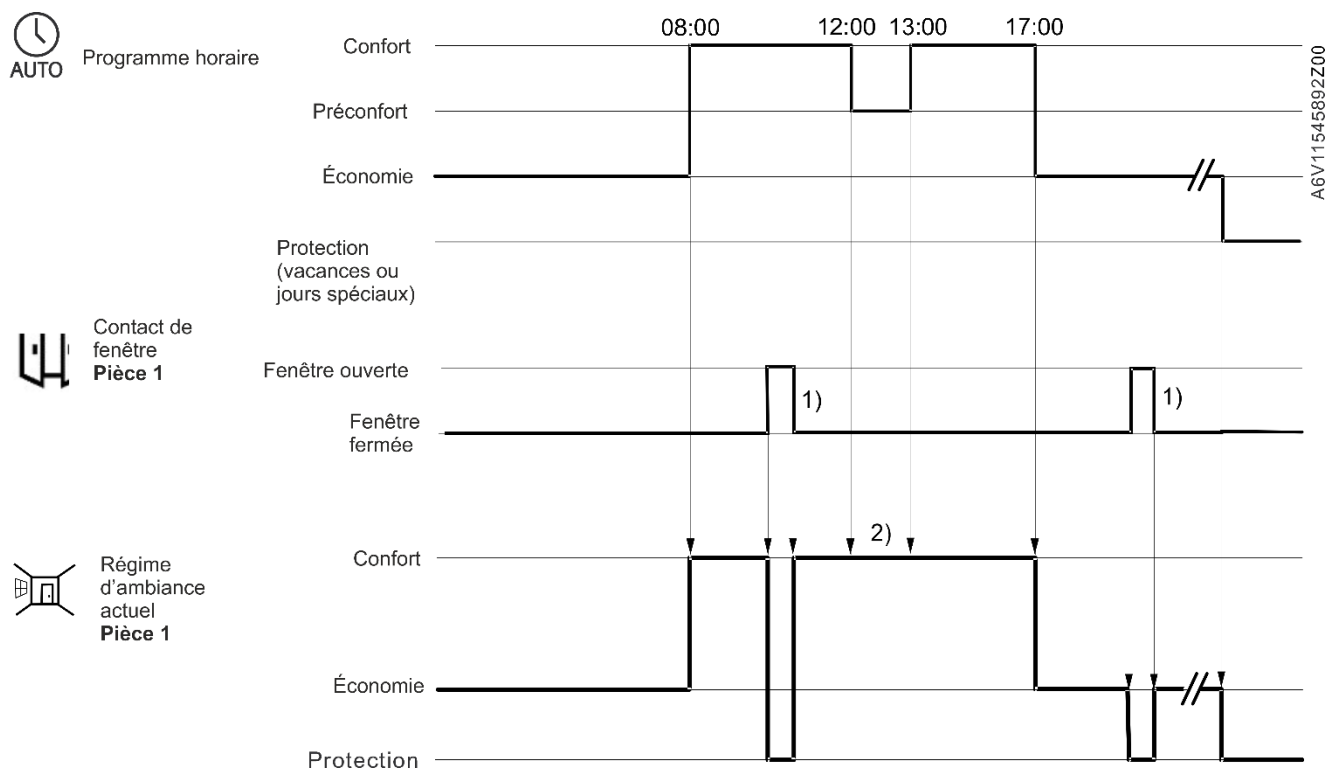 08:00
12:00
13:00
17:00
AUTO
Programme horaire
Confort
Préconfort
Économie
Protection
(vacances ou
jours spéciaux)
A6V11545892Z00
Contact de
fenêtre
Pièce 1
Fenêtre ouverte
1)
1)
Fenêtre
fermée
2)
Régime
d'ambiance
actuel
Pièce 1
Confort
Économie
Protection